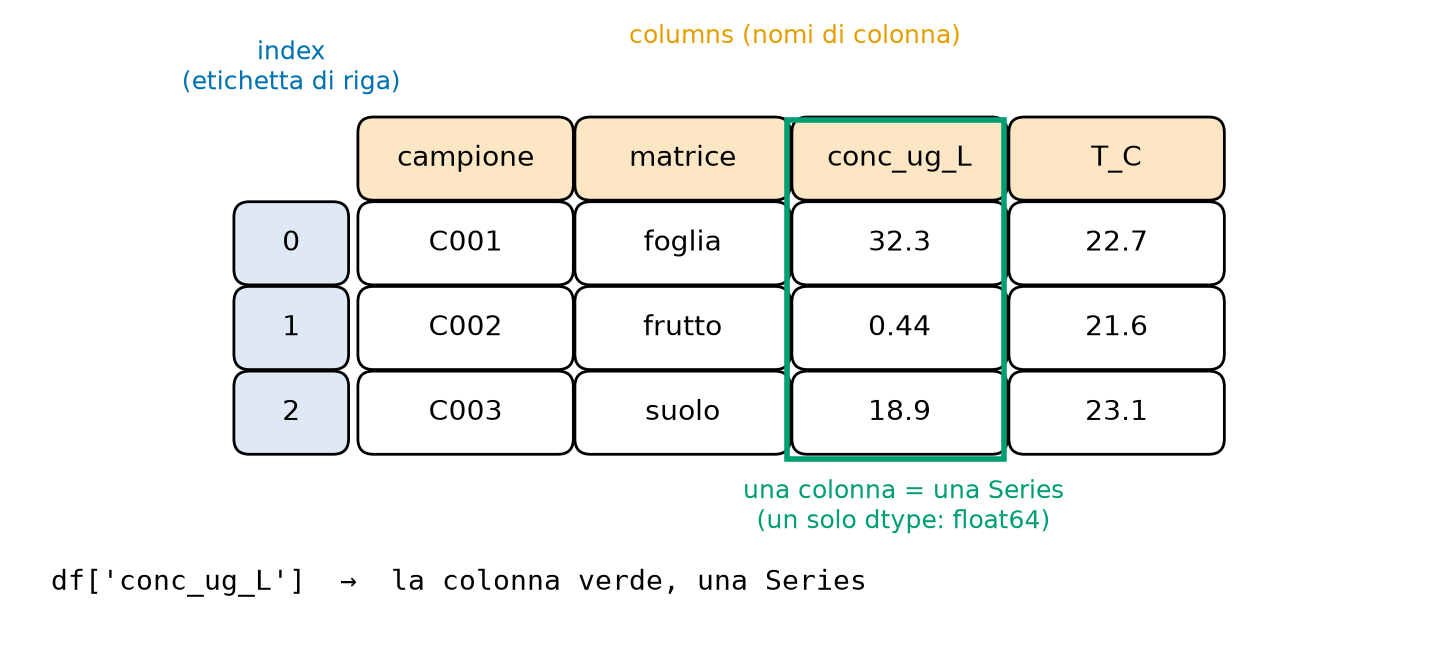 columns (nomi di colonna)
index
(etichetta di riga)
campione matrice conc_ug_L T_C
0 C001 foglia 32.3 22.7
1 C002 frutto 0.44 21.6
2 C003 suolo 18.9 23.1
una colonna = una Series
(un solo dtype: float64)
df['conc_ug_L'] → la colonna verde, una Series